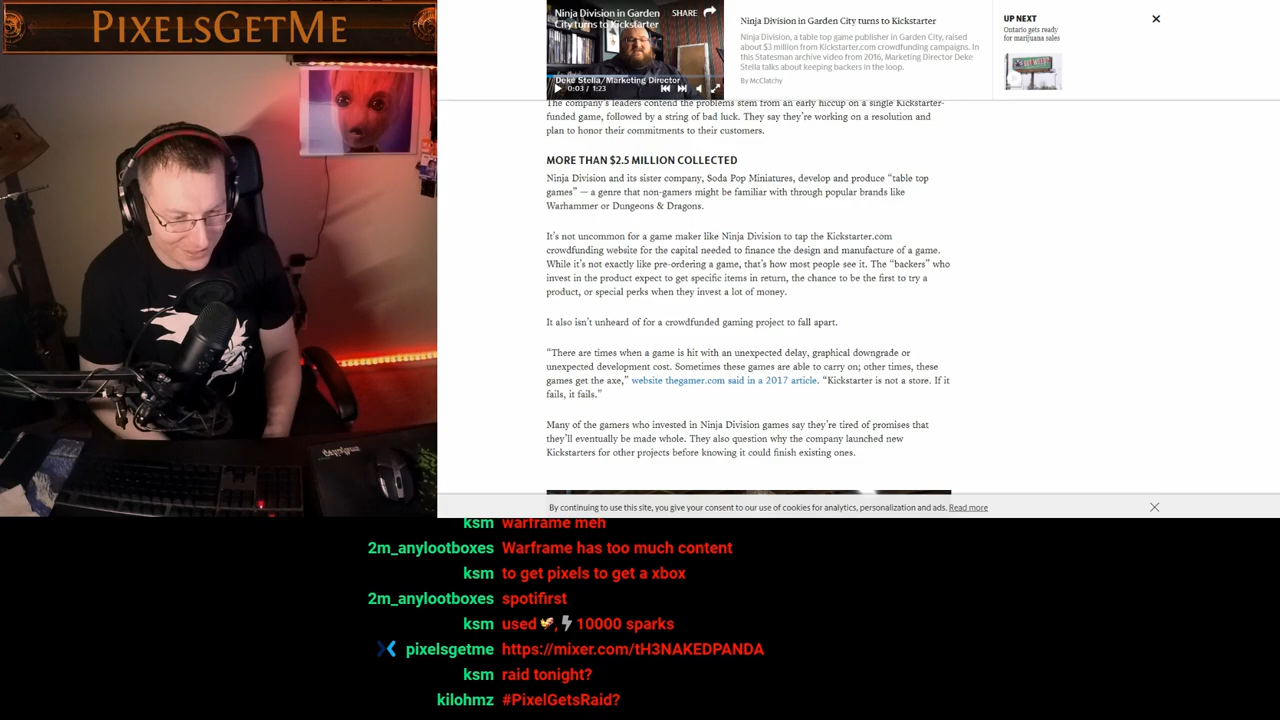 PIXELSGETME
Ninja Division in Garden
City turns to Kickstarter
SHARE
Deke Stella/Marketing Director
0:03 / 1:23
Ninja Division in Garden City turns to Kickstarter
Ninja Division, a table top game publisher in Garden City, raised
about $3 million from Kickstarter.com crowdfunding campaigns. In
this Statesman archive video from 2016, Marketing Director Deke
Stella talks about keeping backers in the loop.
By McClatchy
UP NEXT
Ontario gets ready
for marijuana sales
The company's leaders contend the problems stem from an early hiccup on a single Kickstarter-
funded game, followed by a string of bad luck. They say they're working on a resolution and
plan to honor their commitments to their customers.
MORE THAN $2.5 MILLION COLLECTED
Ninja Division and its sister company, Soda Pop Miniatures, develop and produce "table top
games" — a genre that non-gamers might be familiar with through popular brands like
Warhammer or Dungeons & Dragons.
It's not uncommon for a game maker like Ninja Division to tap the Kickstarter.com
crowdfunding website for the capital needed to finance the design and manufacture of a game.
While it's not exactly like pre-ordering a game, that's how most people see it. The "backers" who
invest in the product expect to get specific items in return, the chance to be the first to try a
product, or special perks when they invest a lot of money.
It also isn't unheard of for a crowdfunded gaming project to fall apart.
"There are times when a game is hit with an unexpected delay, graphical downgrade or
unexpected development cost. Sometimes these games are able to carry on; other times, these
games get the axe," website thegamer.com said in a 2017 article. "Kickstarter is not a store. If it
fails, it fails."
Many of the gamers who invested in Ninja Division games say they're tired of promises that
they'll eventually be made whole. They also question why the company launched new
Kickstarters for other projects before knowing it could finish existing ones.
By continuing to use this site, you give your consent to our use of cookies for analytics, personalization and ads. Read more
ksm warframe meh
2m_anylootboxes Warframe has too much content
ksm to get pixels to get a xbox
2m_anylootboxes spotifirst
ksm used , 10000 sparks
pixelsgetme https://mixer.com/tH3NAKEDPANDA
ksm raid tonight?
kilohmz #PixelGetsRaid?